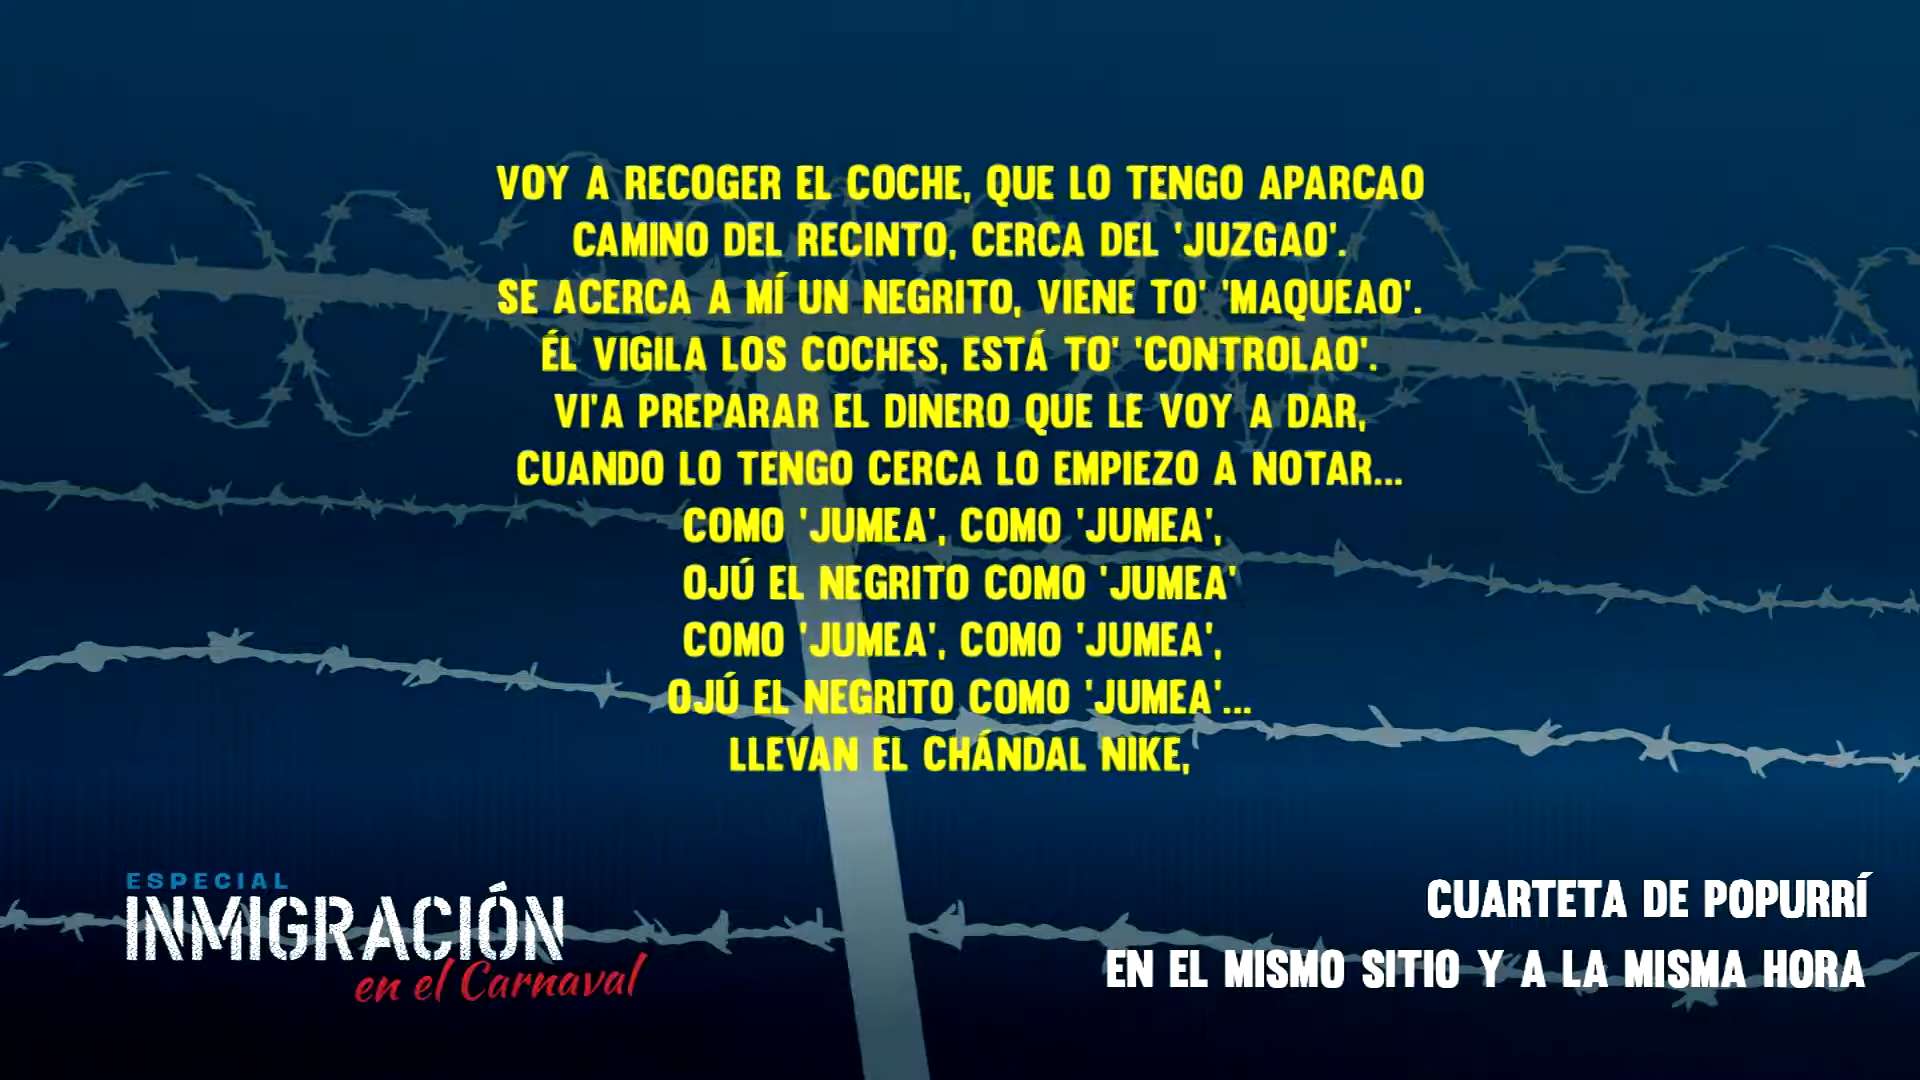 VOY A RECOGER EL COCHE, QUE LO TENGO APARCAO
CAMINO DEL RECINTO, CERCA DEL 'JUZGAO'.
SE ACERCA A MÍ UN NEGRITO, VIENE TO' 'MAQUEAO'.
ÉL VIGILA LOS COCHES, ESTÁ TO' 'CONTROLAO'.
VI'A PREPARAR EL DINERO QUE LE VOY A DAR,
CUANDO LO TENGO CERCA LO EMPIEZO A NOTAR...
COMO 'JUMEA', COMO 'JUMEA',
OJÚ EL NEGRITO COMO 'JUMEA'
COMO 'JUMEA', COMO 'JUMEA',
OJÚ EL NEGRITO COMO 'JUMEA'...
LLEVAN EL CHÁNDAL NIKE,
ESPECIAL
INMIGRACIÓN
en el Carnaval
CUARTETA DE POPURRÍ
EN EL MISMO SITIO Y A LA MISMA HORA